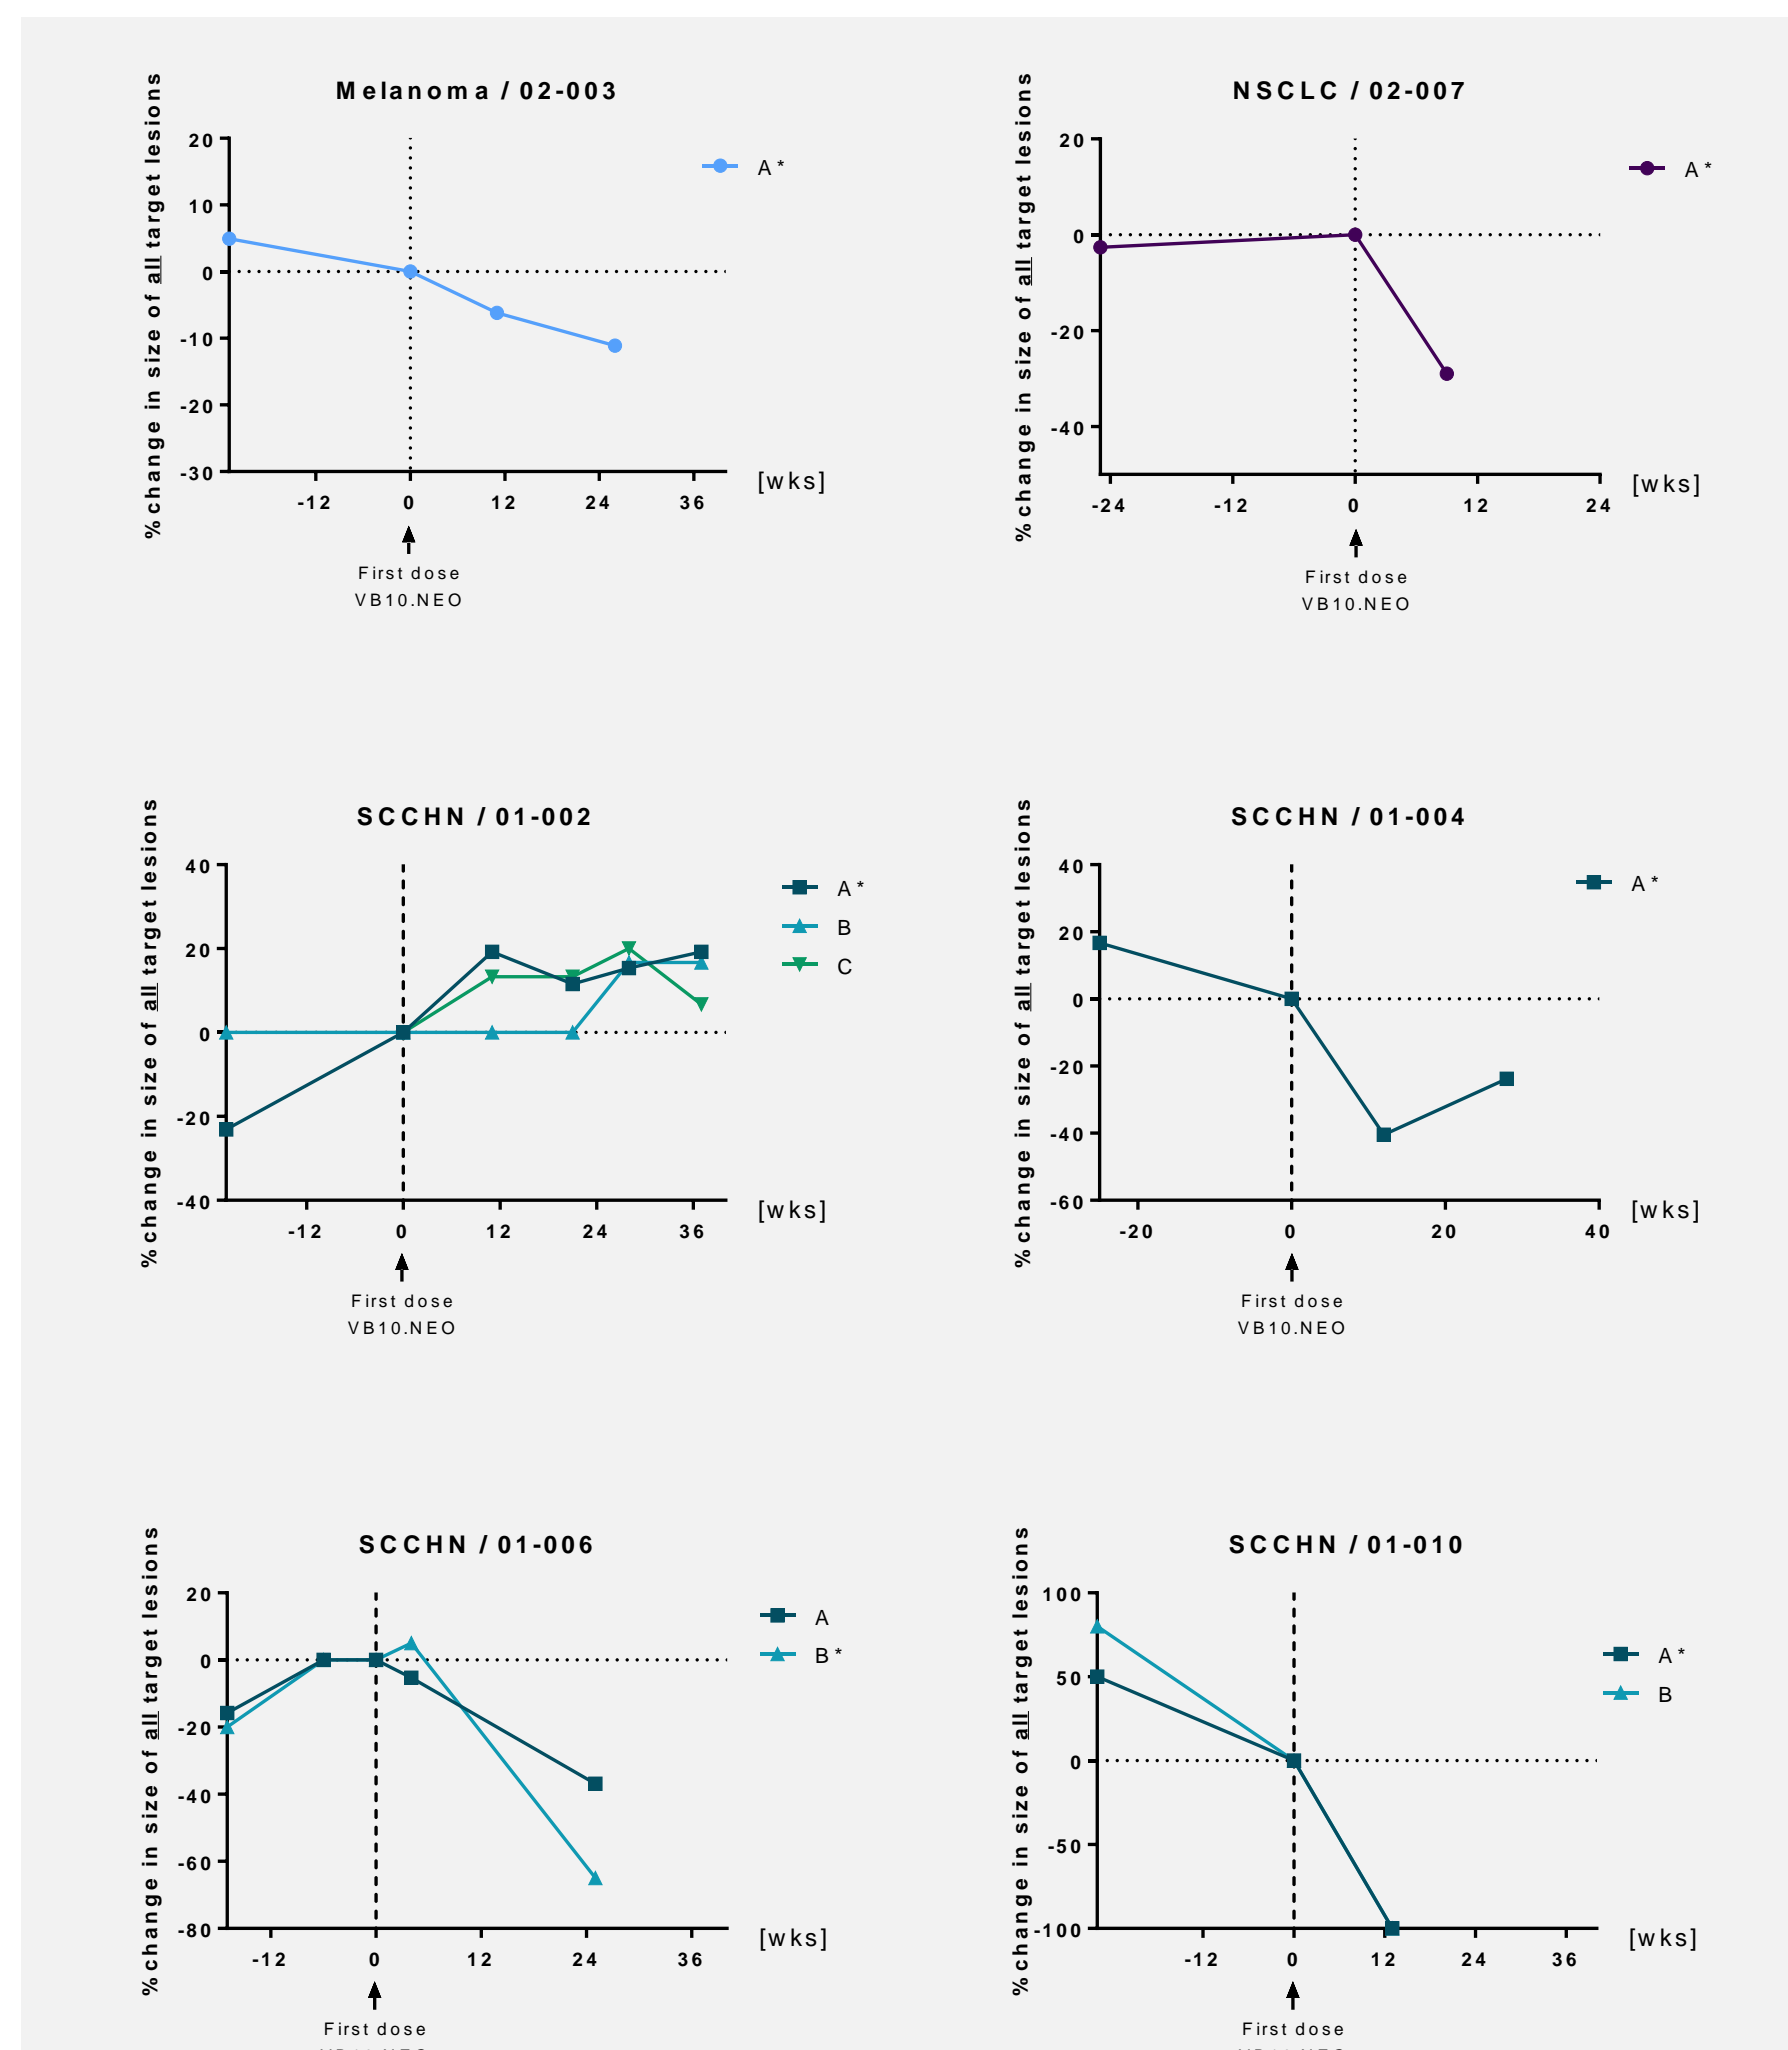 Melanoma / 02-003
% change in size of all target lesions
20
10
0
-10
-20
-30
-12
0
12
24
36
[wks]
A *
First dose
VB10.NEO
NSCLC / 02-007
% change in size of all target lesions
20
0
-20
-40
-24
-12
0
12
24
[wks]
A *
First dose
VB10.NEO
SCCHN / 01-002
% change in size of all target lesions
40
20
0
-20
-40
-12
0
12
24
36
[wks]
A *
B
C
First dose
VB10.NEO
SCCHN / 01-004
% change in size of all target lesions
40
20
0
-20
-40
-60
-20
0
20
40
[wks]
A *
First dose
VB10.NEO
SCCHN / 01-006
% change in size of all target lesions
20
0
-20
-40
-60
-80
-12
0
12
24
36
[wks]
A
B *
First dose
SCCHN / 01-010
% change in size of all target lesions
100
50
0
-50
-100
-12
0
12
24
36
[wks]
A *
B
First dose